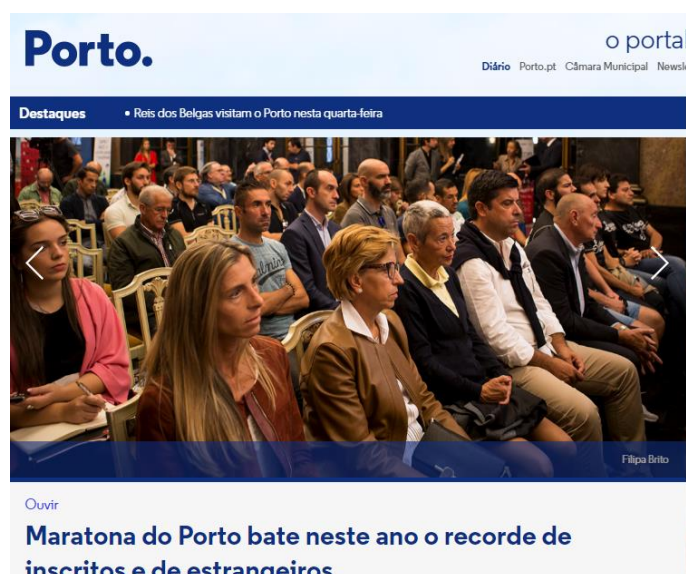 Porto.
o portal
Diário Porto.pt Câmara Municipal
Destaques • Reis dos Belgas visitam o Porto nesta quarta-feira
Filipa Brito
Ouvir
Maratona do Porto bate neste ano o recorde de
inscritos e de estrangeiros